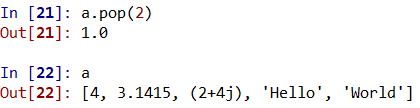 In [21]: a.pop(2)
Out[21]: 1.0
In [22]: a
Out[22]: [4, 3.1415, (2+4j), 'Hello', 'World']